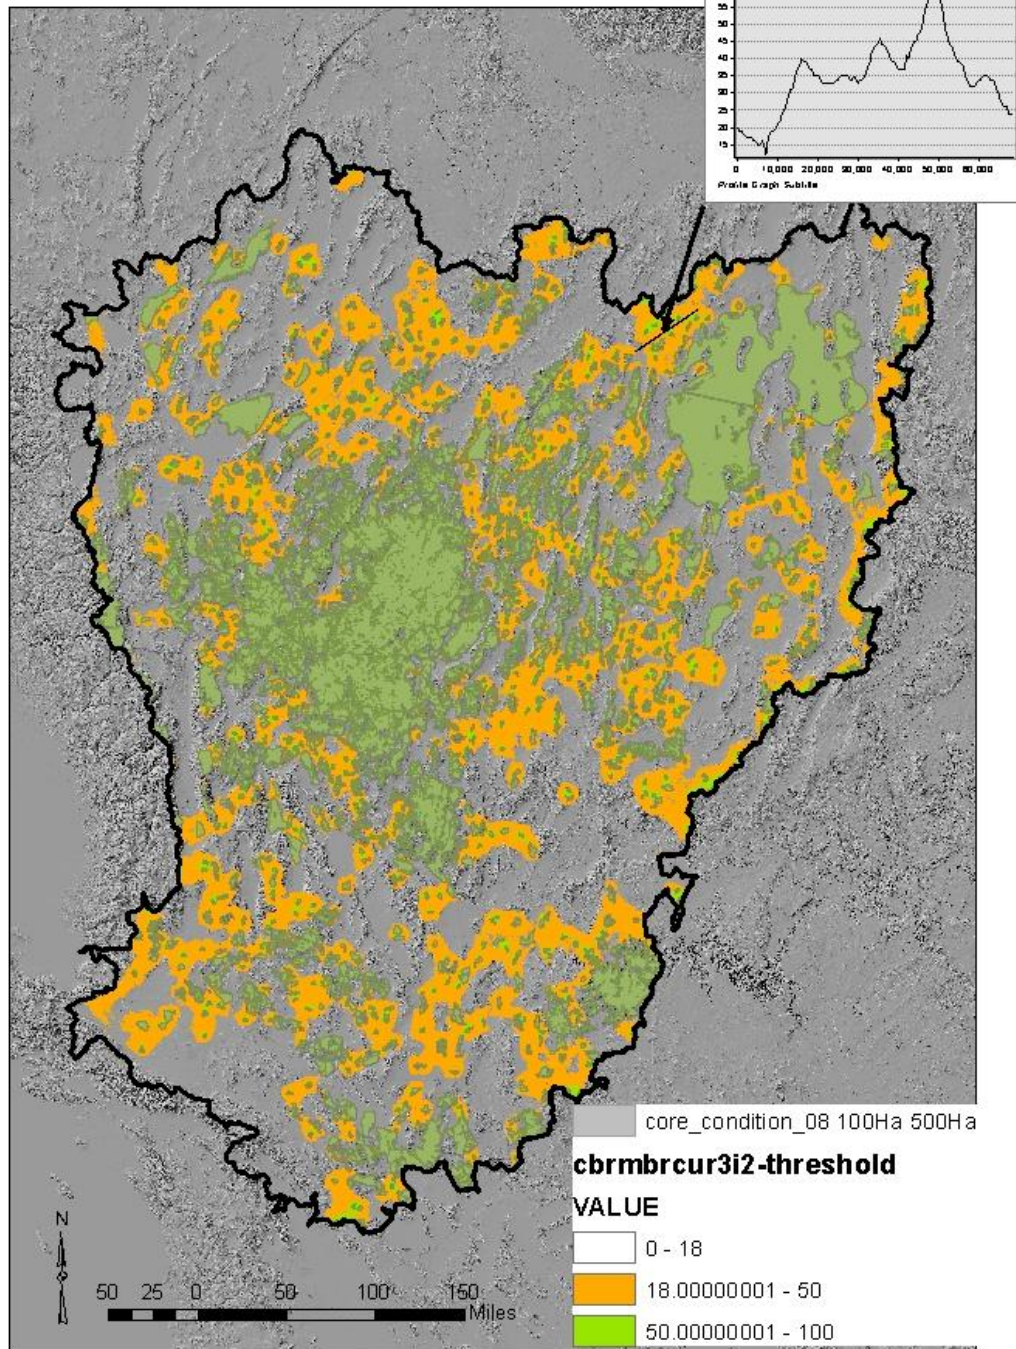 55
50
45
40
35
30
25
20
15
0 10,000 20,000 30,000 40,000 50,000 60,000
Profile Graph Subtitle
core_condition_08 100Ha 500Ha
cbrmbrcur3i2-threshold
VALUE
0 - 18
N
18.00000001 - 50
50 25 0 50 100 150
Miles
50.00000001 - 100